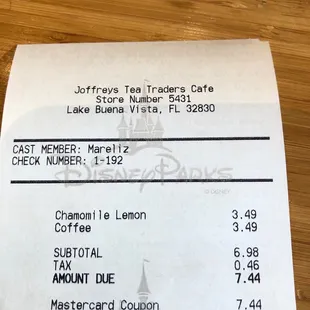 Joffreys Tea Traders Cafe
Store Number 5431
Lake Buena Vista, FL 32830
CAST MEMBER: Mareliz
CHECK NUMBER: 1-192
Disney Parks
Chamomile Lemon 3.49
Coffee 3.49
SUBTOTAL 6.98
TAX 0.46
AMOUNT DUE 7.44
Mastercard Coupon 7.44